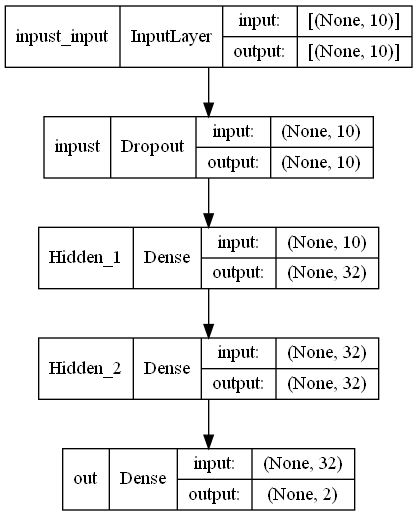 inpust_input InputLayer input: [(None, 10)]
output: [(None, 10)]
inpust Dropout input: (None, 10)
output: (None, 10)
Hidden_1 Dense input: (None, 10)
output: (None, 32)
Hidden_2 Dense input: (None, 32)
output: (None, 32)
out Dense input: (None, 32)
output: (None, 2)